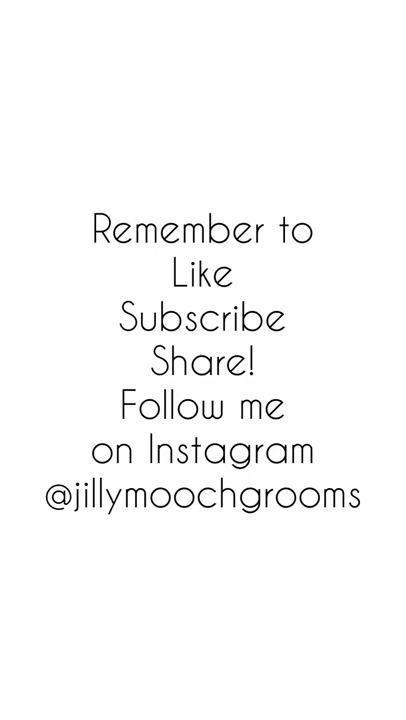 Remember to
Like
Subscribe
Share!
Follow me
on Instagram
@jillymoochgrooms